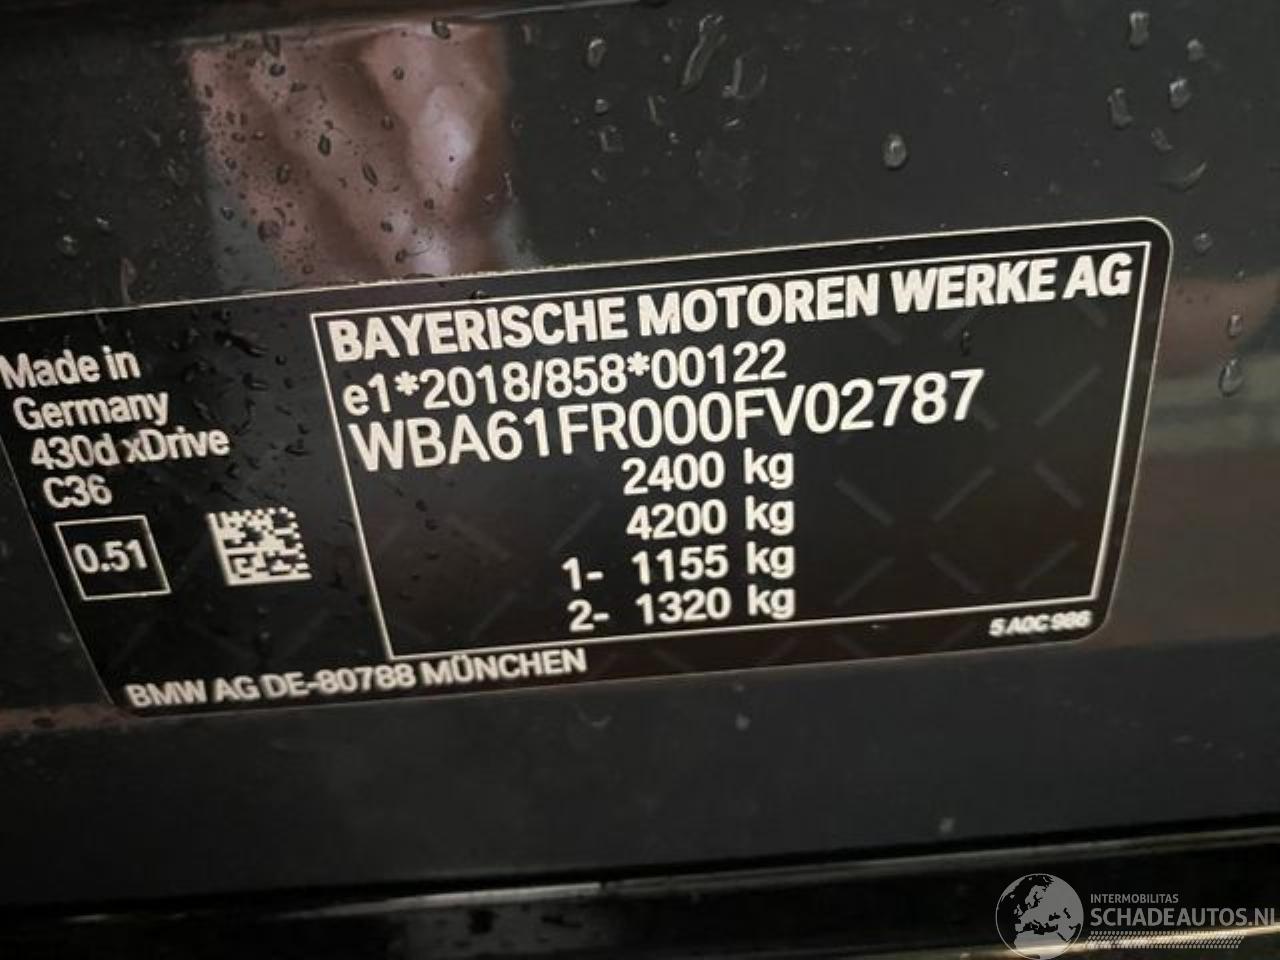 BAYERISCHE MOTOREN WERKE AG
e1*2018/858*00122
WBA61FR000FV02787
2400 kg
4200 kg
1- 1155 kg
2- 1320 kg
Made in
Germany
430d xDrive
C36
0.51
5 A0C 986
BMW AG DE-80788 MÜNCHEN
INTERMOBILITAS
SCHADEAUTOS.NL